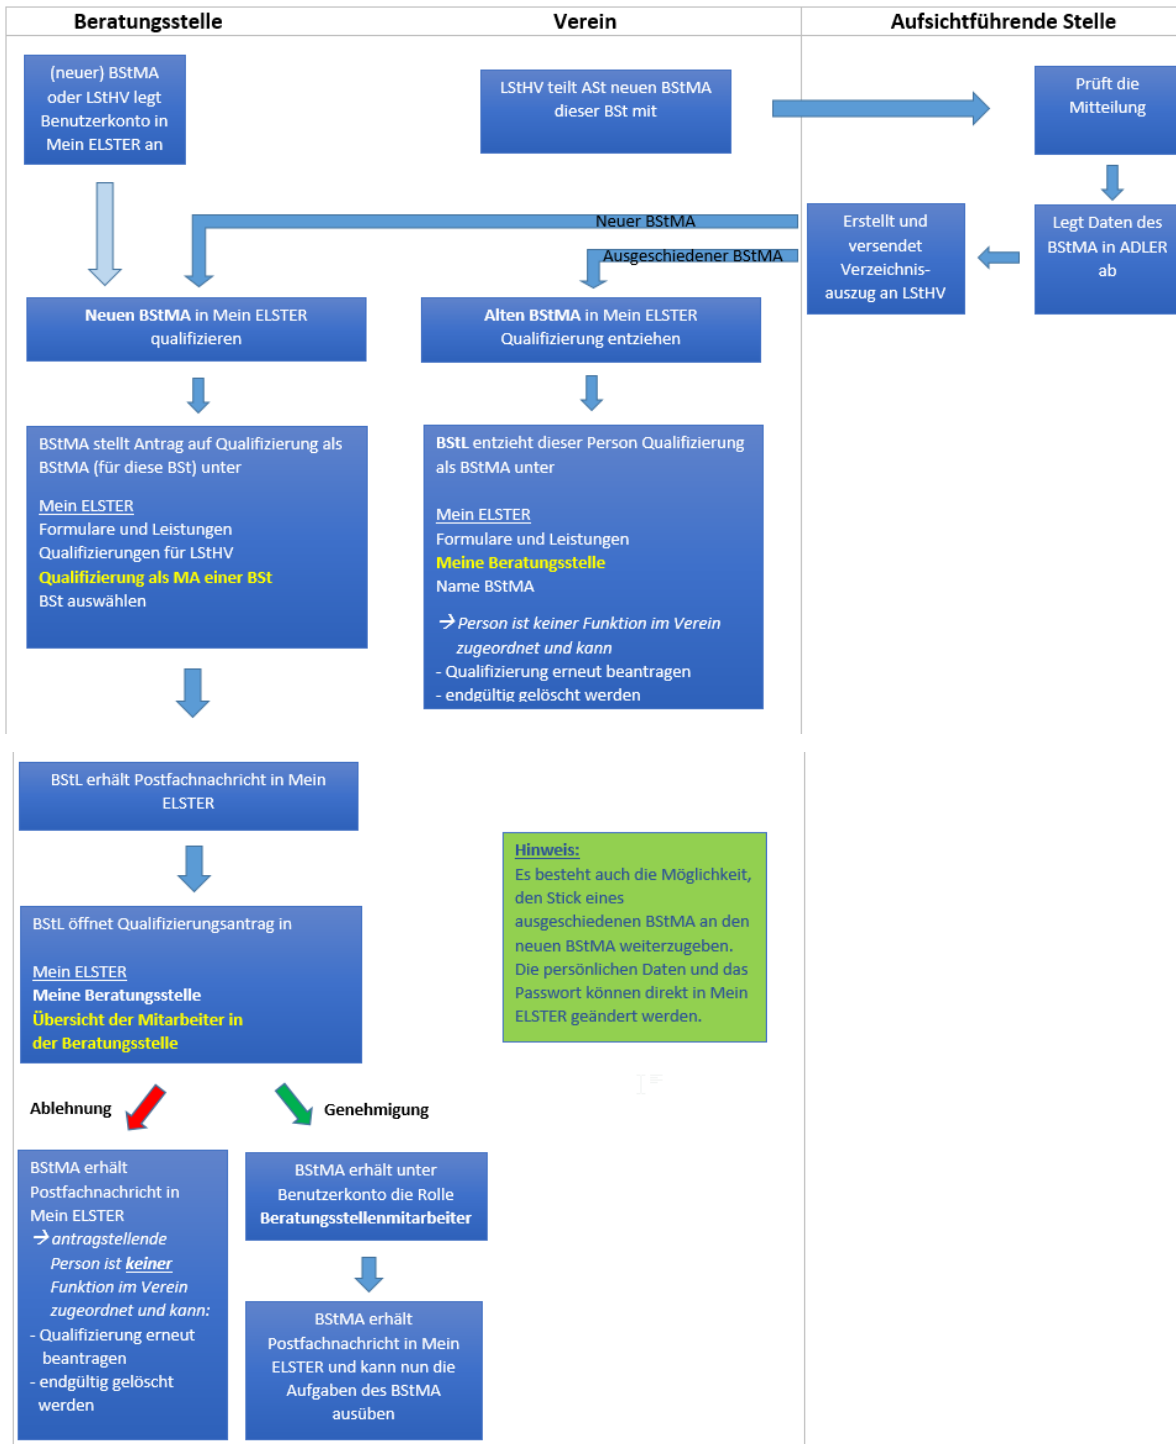 Beratungsstelle
Verein
Aufsichtführende Stelle
(neuer) BStMA
oder LStHV legt
Benutzerkonto in
Mein ELSTER an
LStHV teilt ASt neuen BStMA
dieser BSt mit
Prüft die
Mitteilung
Neuer BStMA
Ausgeschiedener BStMA
Erstellt und
versendet
Verzeichnis-
auszug an LStHV
Legt Daten des
BStMA in ADLER
ab
Neuen BStMA in Mein ELSTER
qualifizieren
Alten BStMA in Mein ELSTER
Qualifizierung entziehen
BStMA stellt Antrag auf Qualifizierung als
BStMA (für diese BSt) unter
Mein ELSTER
Formulare und Leistungen
Qualifizierungen für LStHV
Qualifizierung als MA einer BSt
BSt auswählen
BStL entzieht dieser Person Qualifizierung
als BStMA unter
Mein ELSTER
Formulare und Leistungen
Meine Beratungsstelle
Name BStMA
→ Person ist keiner Funktion im Verein
zugeordnet und kann
- Qualifizierung erneut beantragen
- endgültig gelöscht werden
BStL erhält Postfachnachricht in Mein
ELSTER
BStL öffnet Qualifizierungsantrag in
Mein ELSTER
Meine Beratungsstelle
Übersicht der Mitarbeiter in
der Beratungsstelle
Hinweis:
Es besteht auch die Möglichkeit,
den Stick eines
ausgeschiedenen BStMA an den
neuen BStMA weiterzugeben.
Die persönlichen Daten und das
Passwort können direkt in Mein
ELSTER geändert werden.
Ablehnung
Genehmigung
BStMA erhält
Postfachnachricht in
Mein ELSTER
→ antragstellende
Person ist keiner
Funktion im Verein
zugeordnet und kann:
- Qualifizierung erneut
beantragen
- endgültig gelöscht
werden
BStMA erhält unter
Benutzerkonto die Rolle
Beratungsstellenmitarbeiter
BStMA erhält
Postfachnachricht in Mein
ELSTER und kann nun die
Aufgaben des BStMA
ausüben